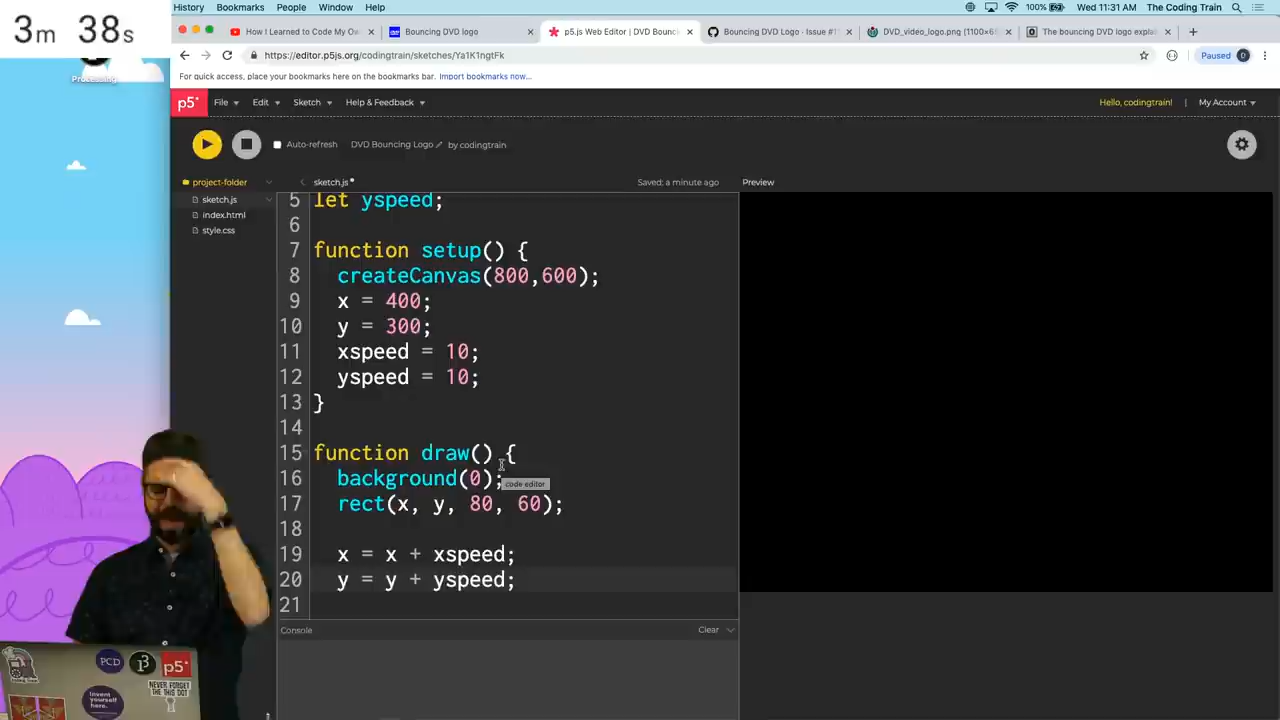 3m 38s
History Bookmarks People Window Help
100% Wed 11:31 AM The Coding Train
How I Learned to Code My Ow
Bouncing DVD logo
p5.js Web Editor | DVD Bounc
Bouncing DVD Logo · Issue #1
DVD_video_logo.png (1100×6
The bouncing DVD logo expla
https://editor.p5js.org/codingtrain/sketches/Ya1K1ngtFk
Paused
For quick access, place your bookmarks here on the bookmarks bar. Import bookmarks now...
Processing
p5* File Edit Sketch Help & Feedback
Hello, codingtrain! | My Account
Auto-refresh DVD Bouncing Logo by codingtrain
project-folder
sketch.js
index.html
style.css
sketch.js
Saved: a minute ago
Preview
5 let yspeed;
6
7 function setup() {
8 createCanvas(800,600);
9 x = 400;
10 y = 300;
11 xspeed = 10;
12 yspeed = 10;
13 }
14
15 function draw() {
16 background(0);
code editor
17 rect(x, y, 80, 60);
18
19 x = x + xspeed;
20 y = y + yspeed;
21
Console
Clear
PCD
p5*
NEVER FORGET
THE THIS DOT